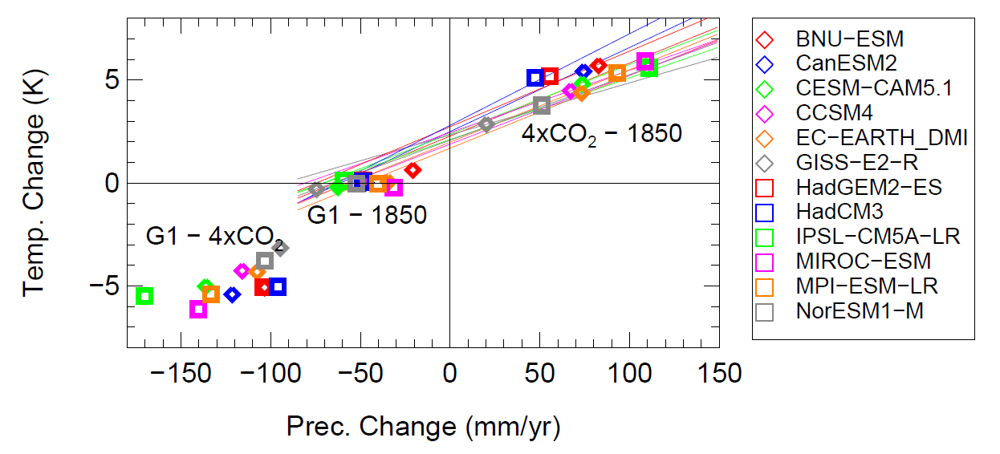 Temp. Change (K)
5
0
−5
4xCO₂ − 1850
G1 − 1850
G1 − 4xCO₂
−150 −100 −50 0 50 100 150
Prec. Change (mm/yr)
BNU−ESM
CanESM2
CESM−CAM5.1
CCSM4
EC−EARTH_DMI
GISS−E2−R
HadGEM2−ES
HadCM3
IPSL−CM5A−LR
MIROC−ESM
MPI−ESM−LR
NorESM1−M